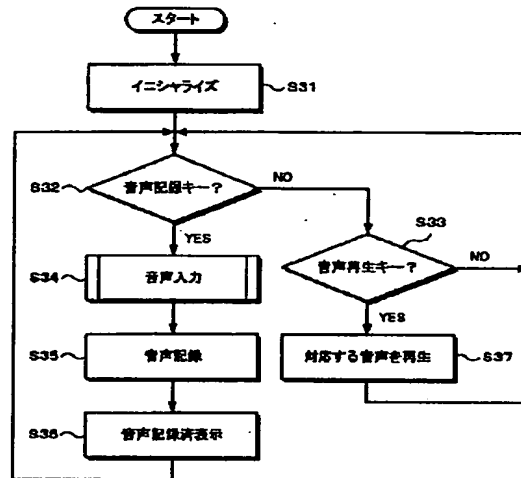 スタート
イニシャライズ
S31
音声記録キー?
S32
NO
YES
S33
音声再生キー?
NO
YES
音声入力
S34
音声記録
S35
対応する音声を再生
S37
音声記録済表示
S36